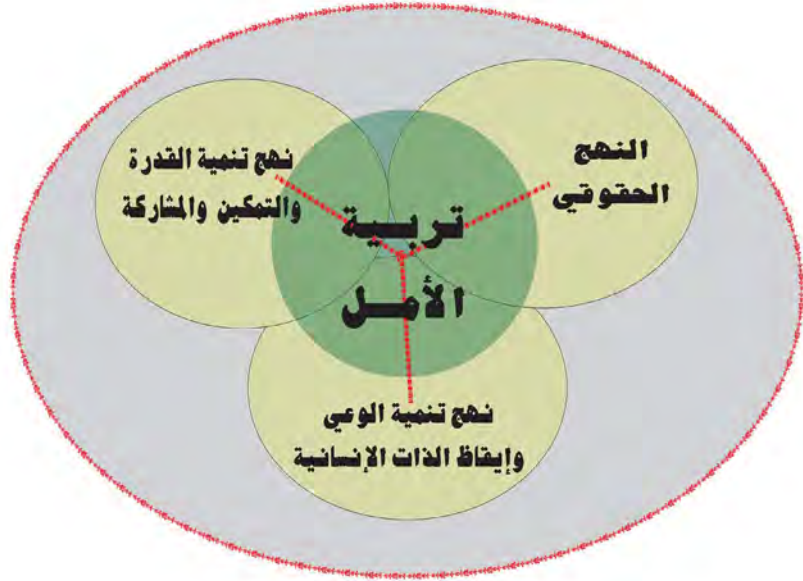 النهج
الحقوقي
نهج تنمية القدرة
والتمكين والمشاركة
تربية
الأمل
نهج تنمية الوعي
وإيقاظ الذات الإنسانية